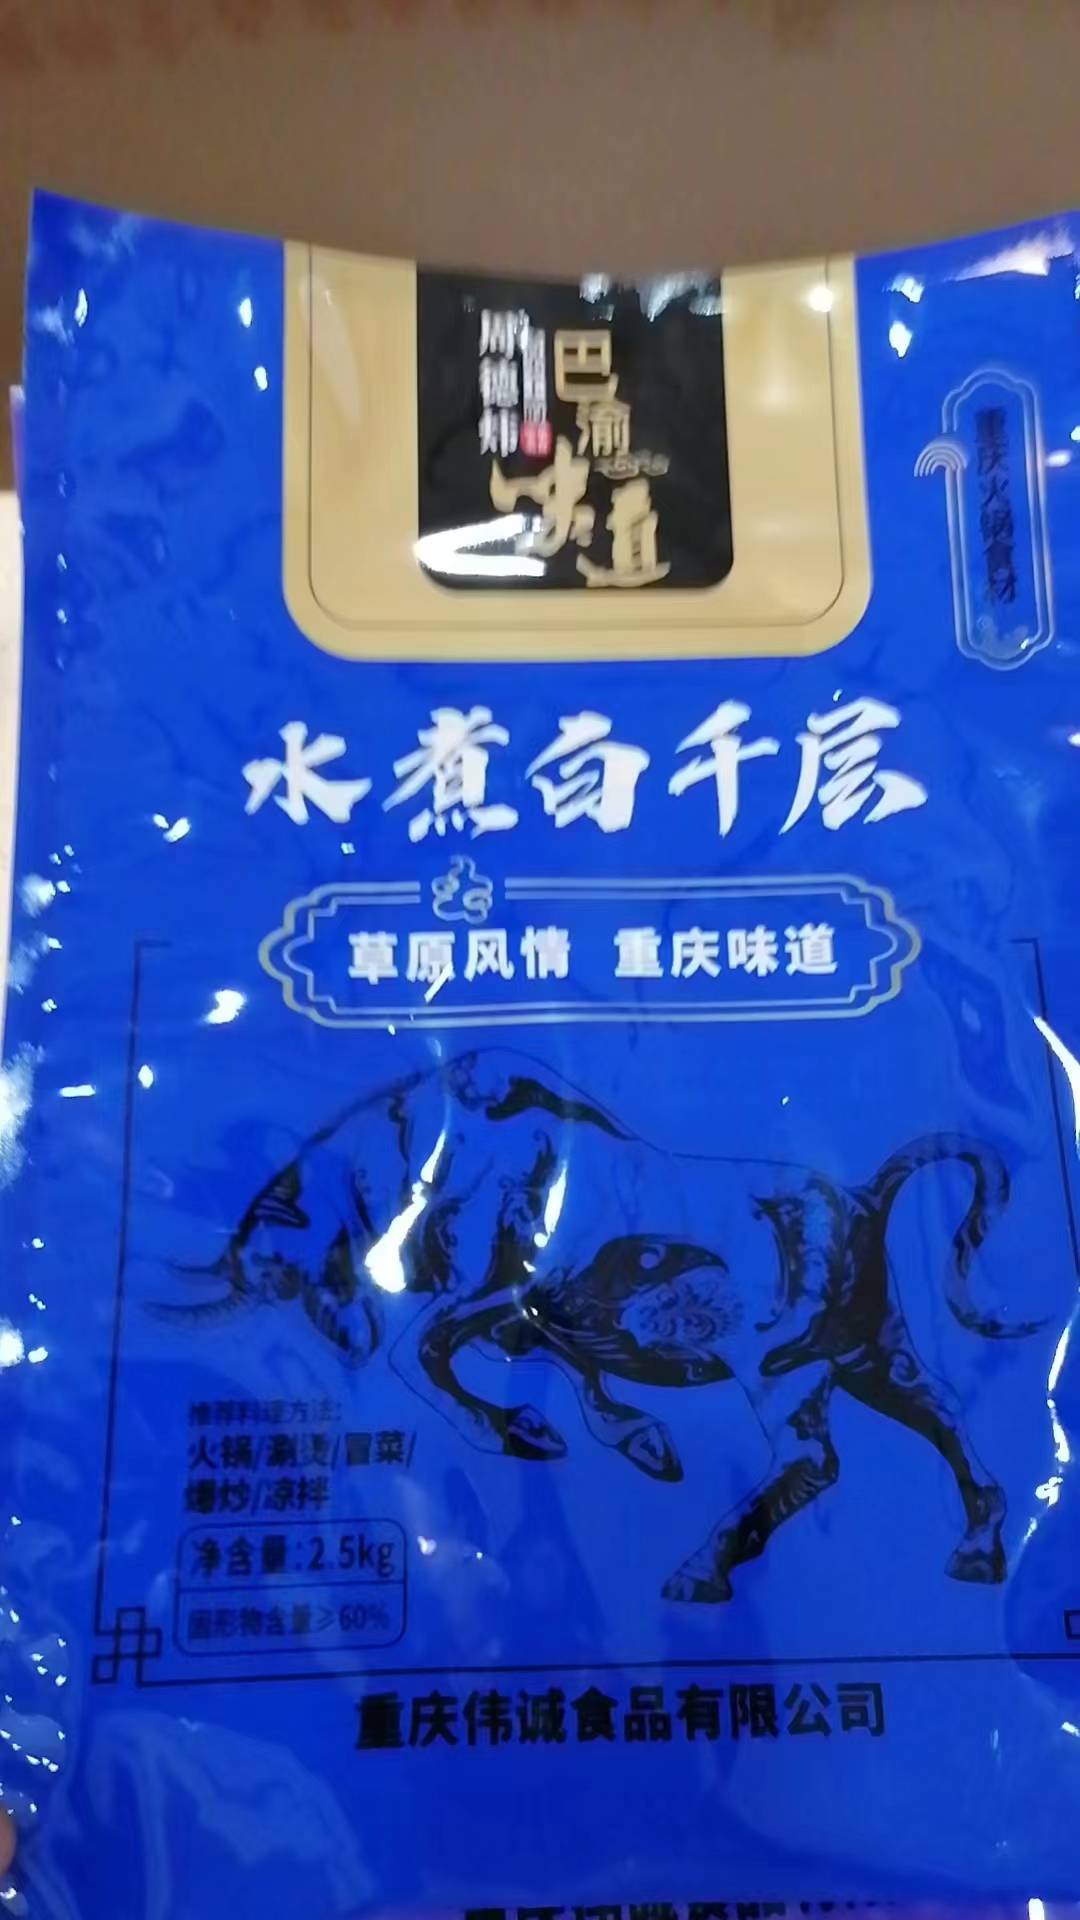 周德炜
巴渝
味道
重庆火锅食材
水煮白千层
草原风情 重庆味道
推荐料理方法:
火锅/涮烫/冒菜/
爆炒/凉拌
净含量:2.5kg
固形物含量≥60%
重庆伟诚食品有限公司